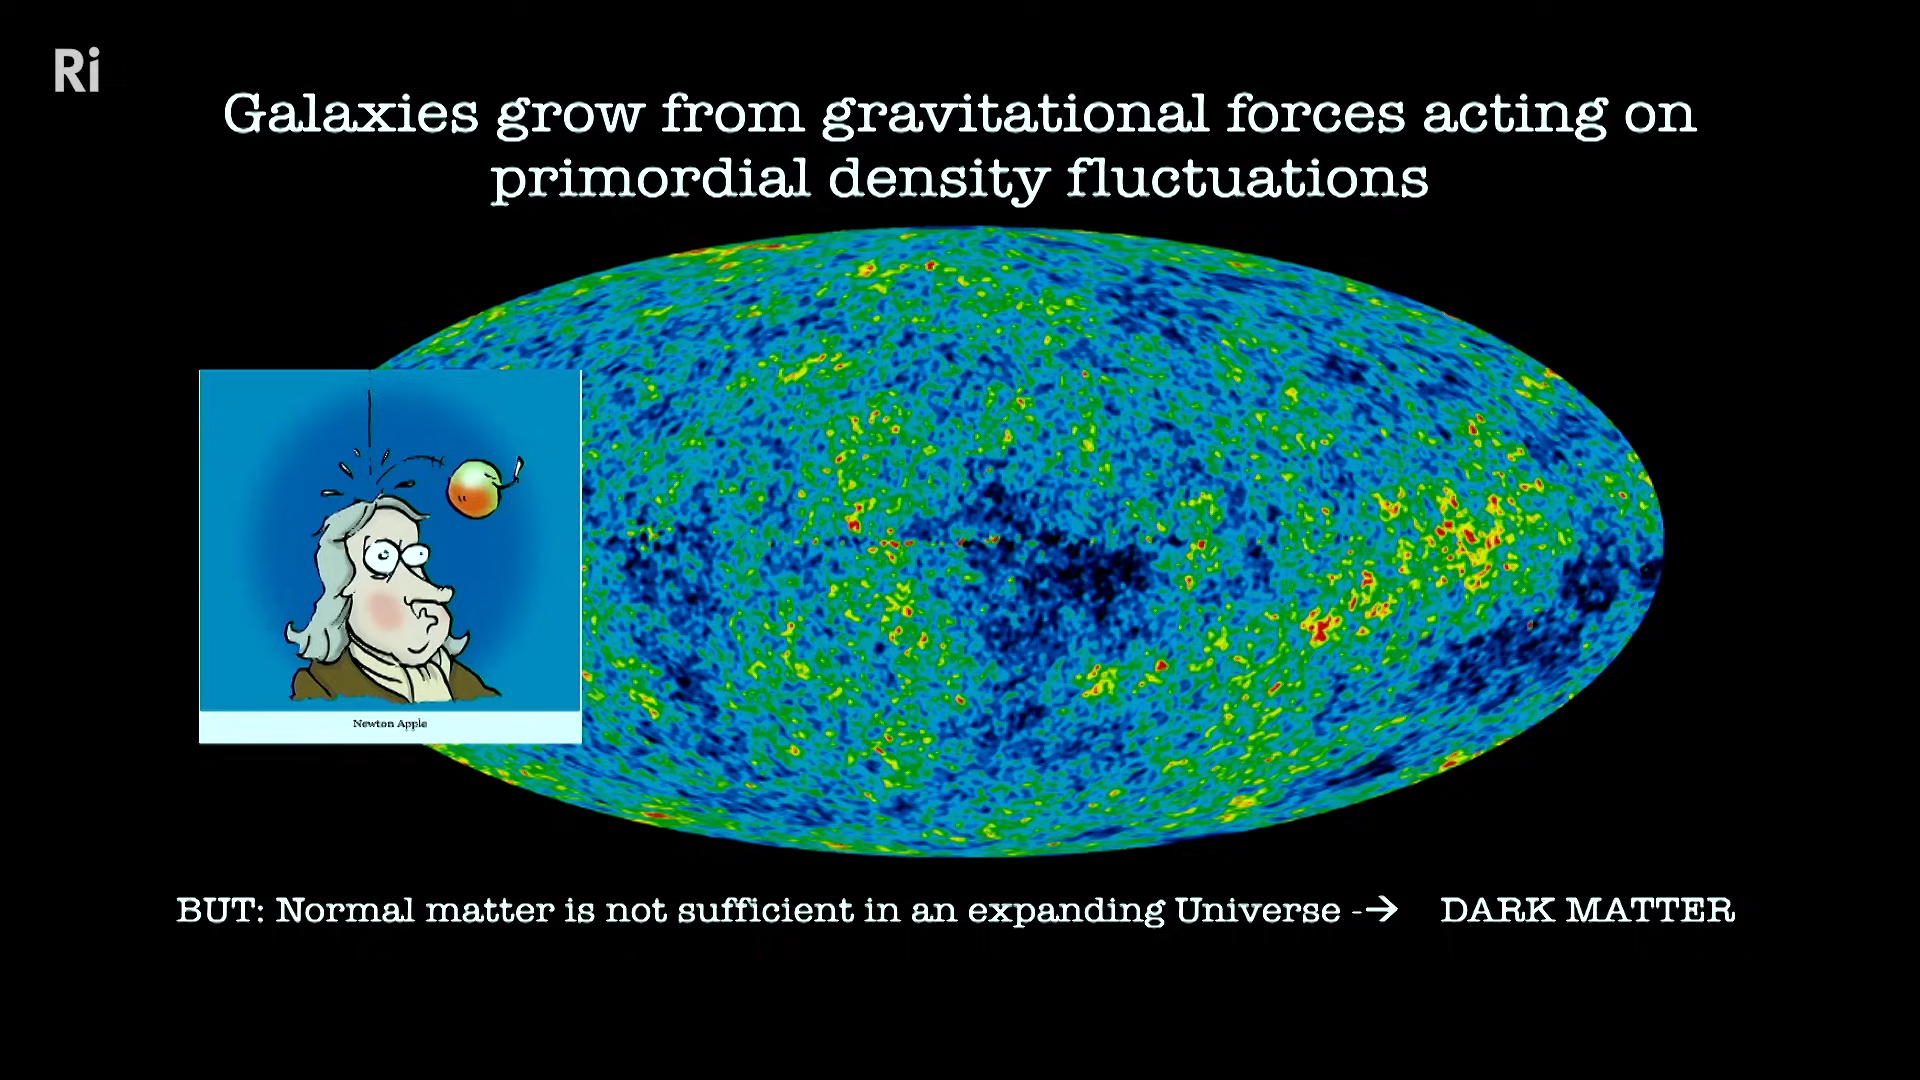 Ri
Galaxies grow from gravitational forces acting on
primordial density fluctuations
Newton Apple
BUT: Normal matter is not sufficient in an expanding Universe -→ DARK MATTER